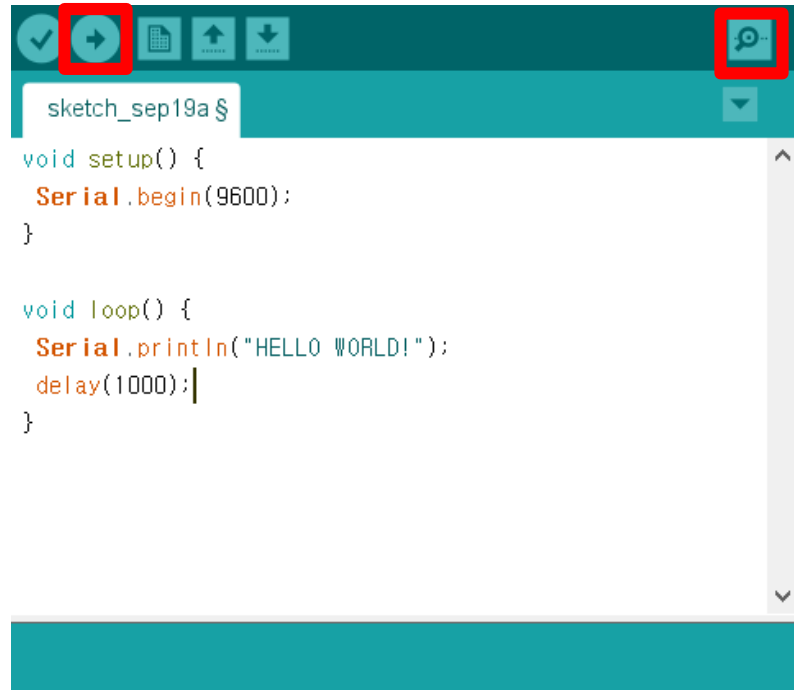 sketch_sep19a §
void setup() {
 Serial.begin(9600);
}

void loop() {
 Serial.println("HELLO WORLD!");
 delay(1000);
}